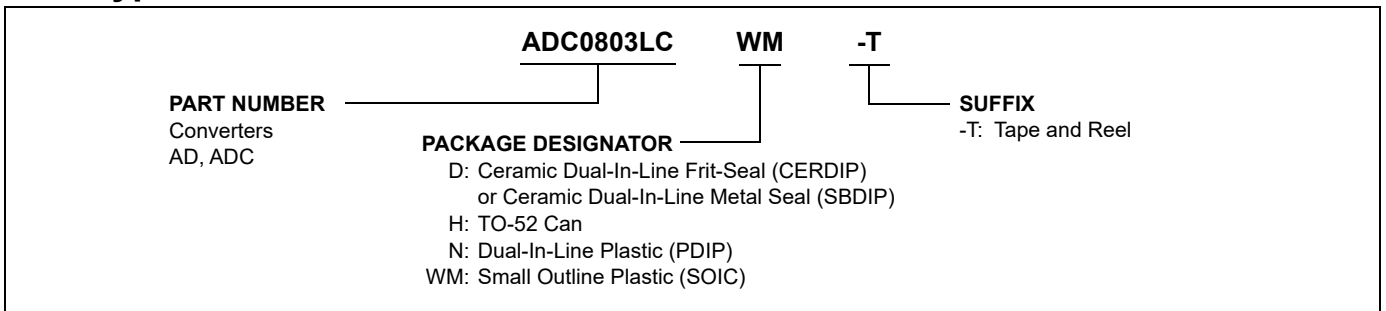 ADC0803LC WM -T
PART NUMBER
Converters
AD, ADC
PACKAGE DESIGNATOR
D: Ceramic Dual-In-Line Frit-Seal (CERDIP)
or Ceramic Dual-In-Line Metal Seal (SBDIP)
H: TO-52 Can
N: Dual-In-Line Plastic (PDIP)
WM: Small Outline Plastic (SOIC)
SUFFIX
-T: Tape and Reel